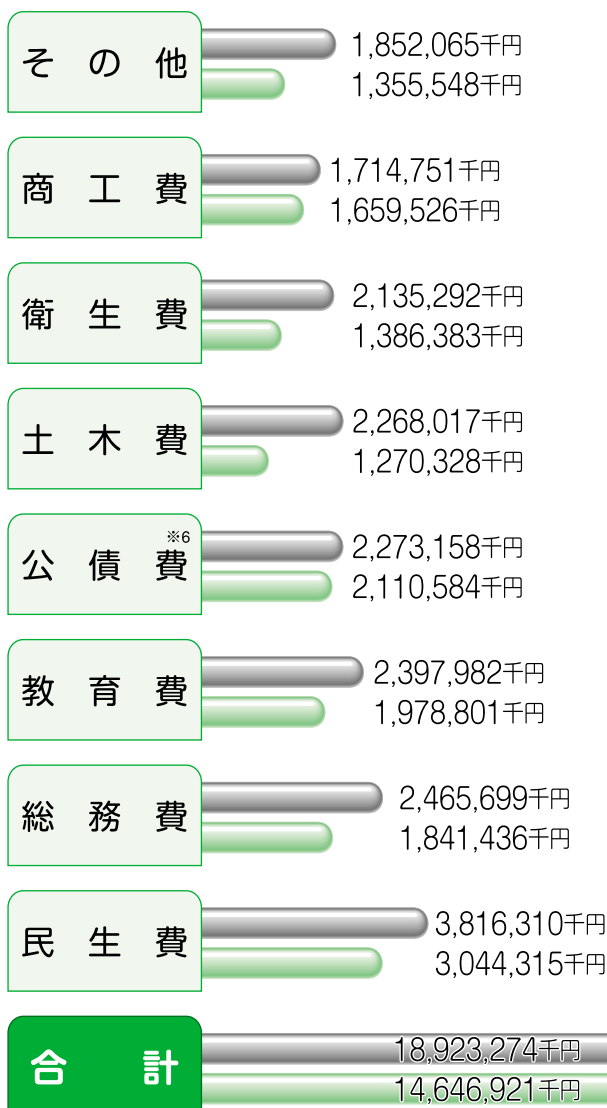 その他
1,852,065千円
1,355,548千円
商工費
1,714,751千円
1,659,526千円
衛生費
2,135,292千円
1,386,383千円
土木費
2,268,017千円
1,270,328千円
公債費※6
2,273,158千円
2,110,584千円
教育費
2,397,982千円
1,978,801千円
総務費
2,465,699千円
1,841,436千円
民生費
3,816,310千円
3,044,315千円
合計
18,923,274千円
14,646,921千円